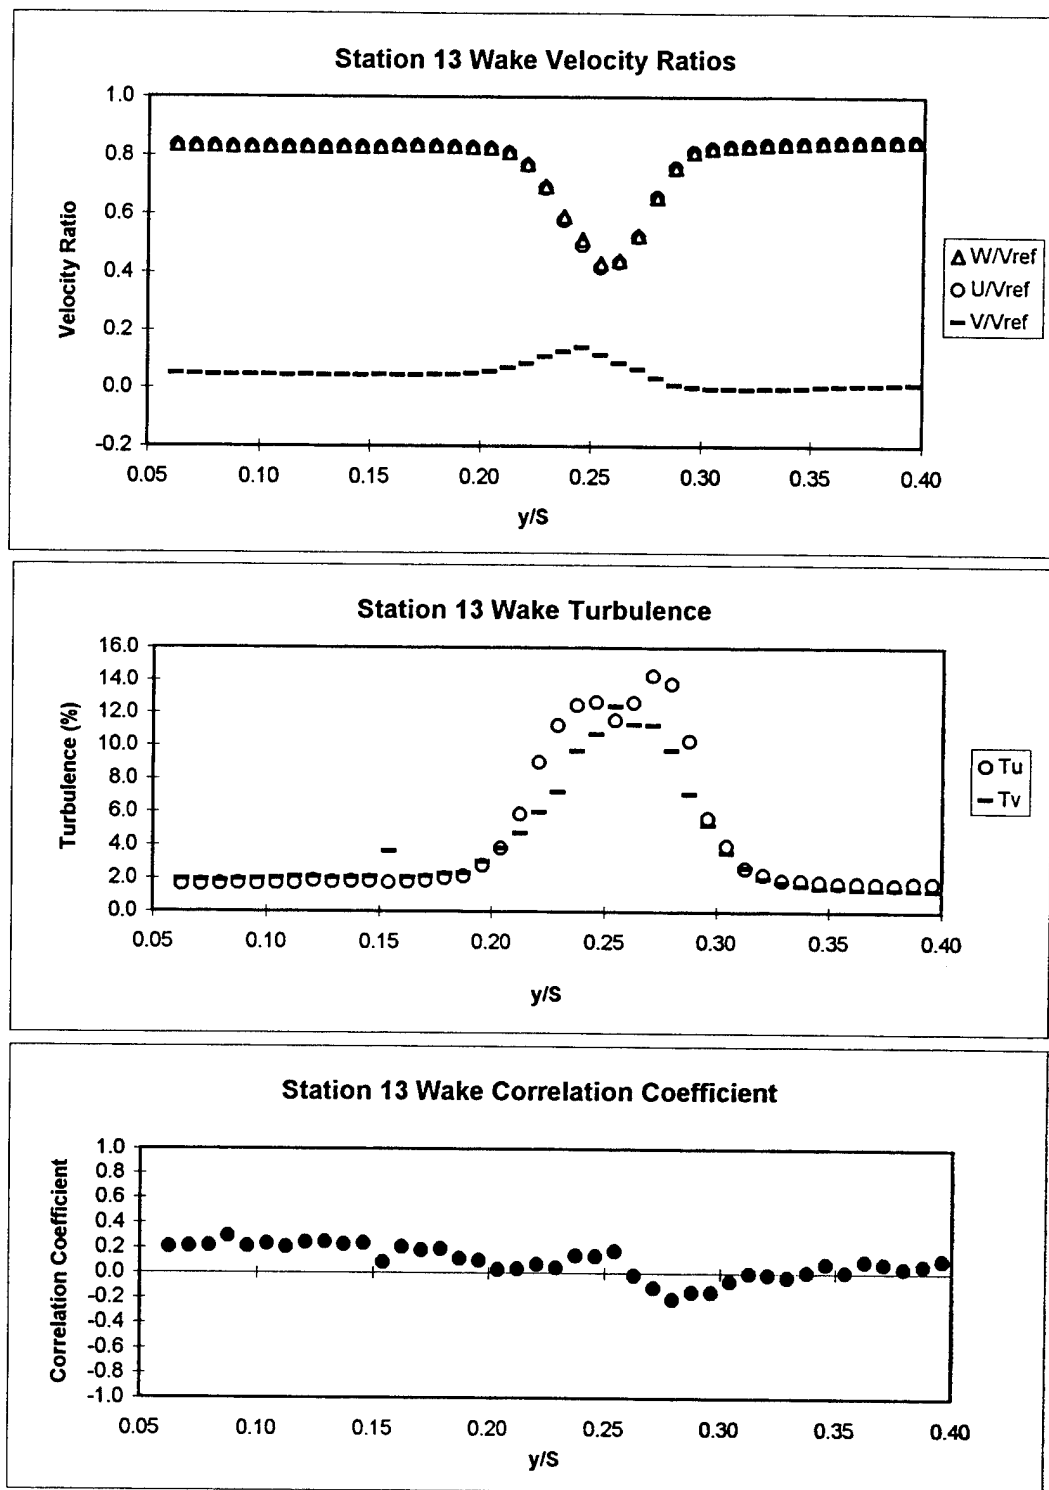 Station 13 Wake Velocity Ratios
1.0
0.8
0.6
0.4
0.2
0.0
-0.2
Velocity Ratio
0.05 0.10 0.15 0.20 0.25 0.30 0.35 0.40
y/S
W/Vref
U/Vref
V/Vref
Station 13 Wake Turbulence
16.0
14.0
12.0
10.0
8.0
6.0
4.0
2.0
0.0
Turbulence (%)
0.05 0.10 0.15 0.20 0.25 0.30 0.35 0.40
y/S
Tu
Tv
Station 13 Wake Correlation Coefficient
1.0
0.8
0.6
0.4
0.2
0.0
-0.2
-0.4
-0.6
-0.8
-1.0
Correlation Coefficient
0.05 0.10 0.15 0.20 0.25 0.30 0.35 0.40
y/S